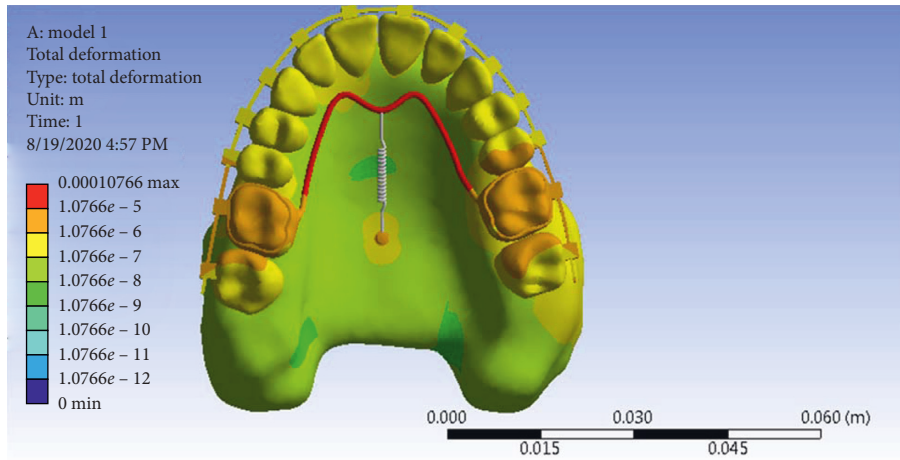 A: model 1
Total deformation
Type: total deformation
Unit: m
Time: 1
8/19/2020 4:57 PM
0.00010766 max
1.0766e – 5
1.0766e – 6
1.0766e – 7
1.0766e – 8
1.0766e – 9
1.0766e – 10
1.0766e – 11
1.0766e – 12
0 min
0.000 0.030 0.060 (m)
0.015 0.045